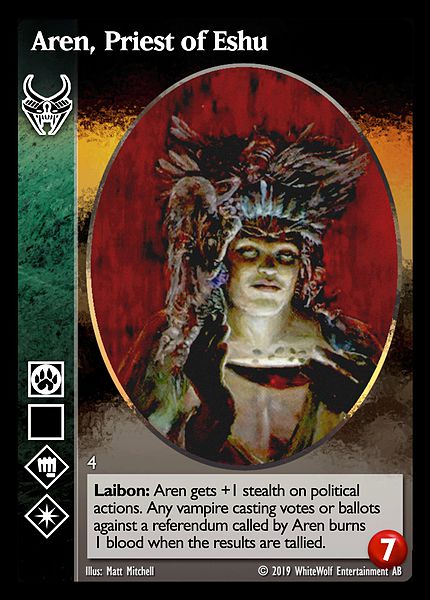 Aren, Priest of Eshu
4
Laibon: Aren gets +1 stealth on political
actions. Any vampire casting votes or ballots
against a referendum called by Aren burns
1 blood when the results are tallied.
7
Illus: Matt Mitchell
© 2019 WhiteWolf Entertainment AB